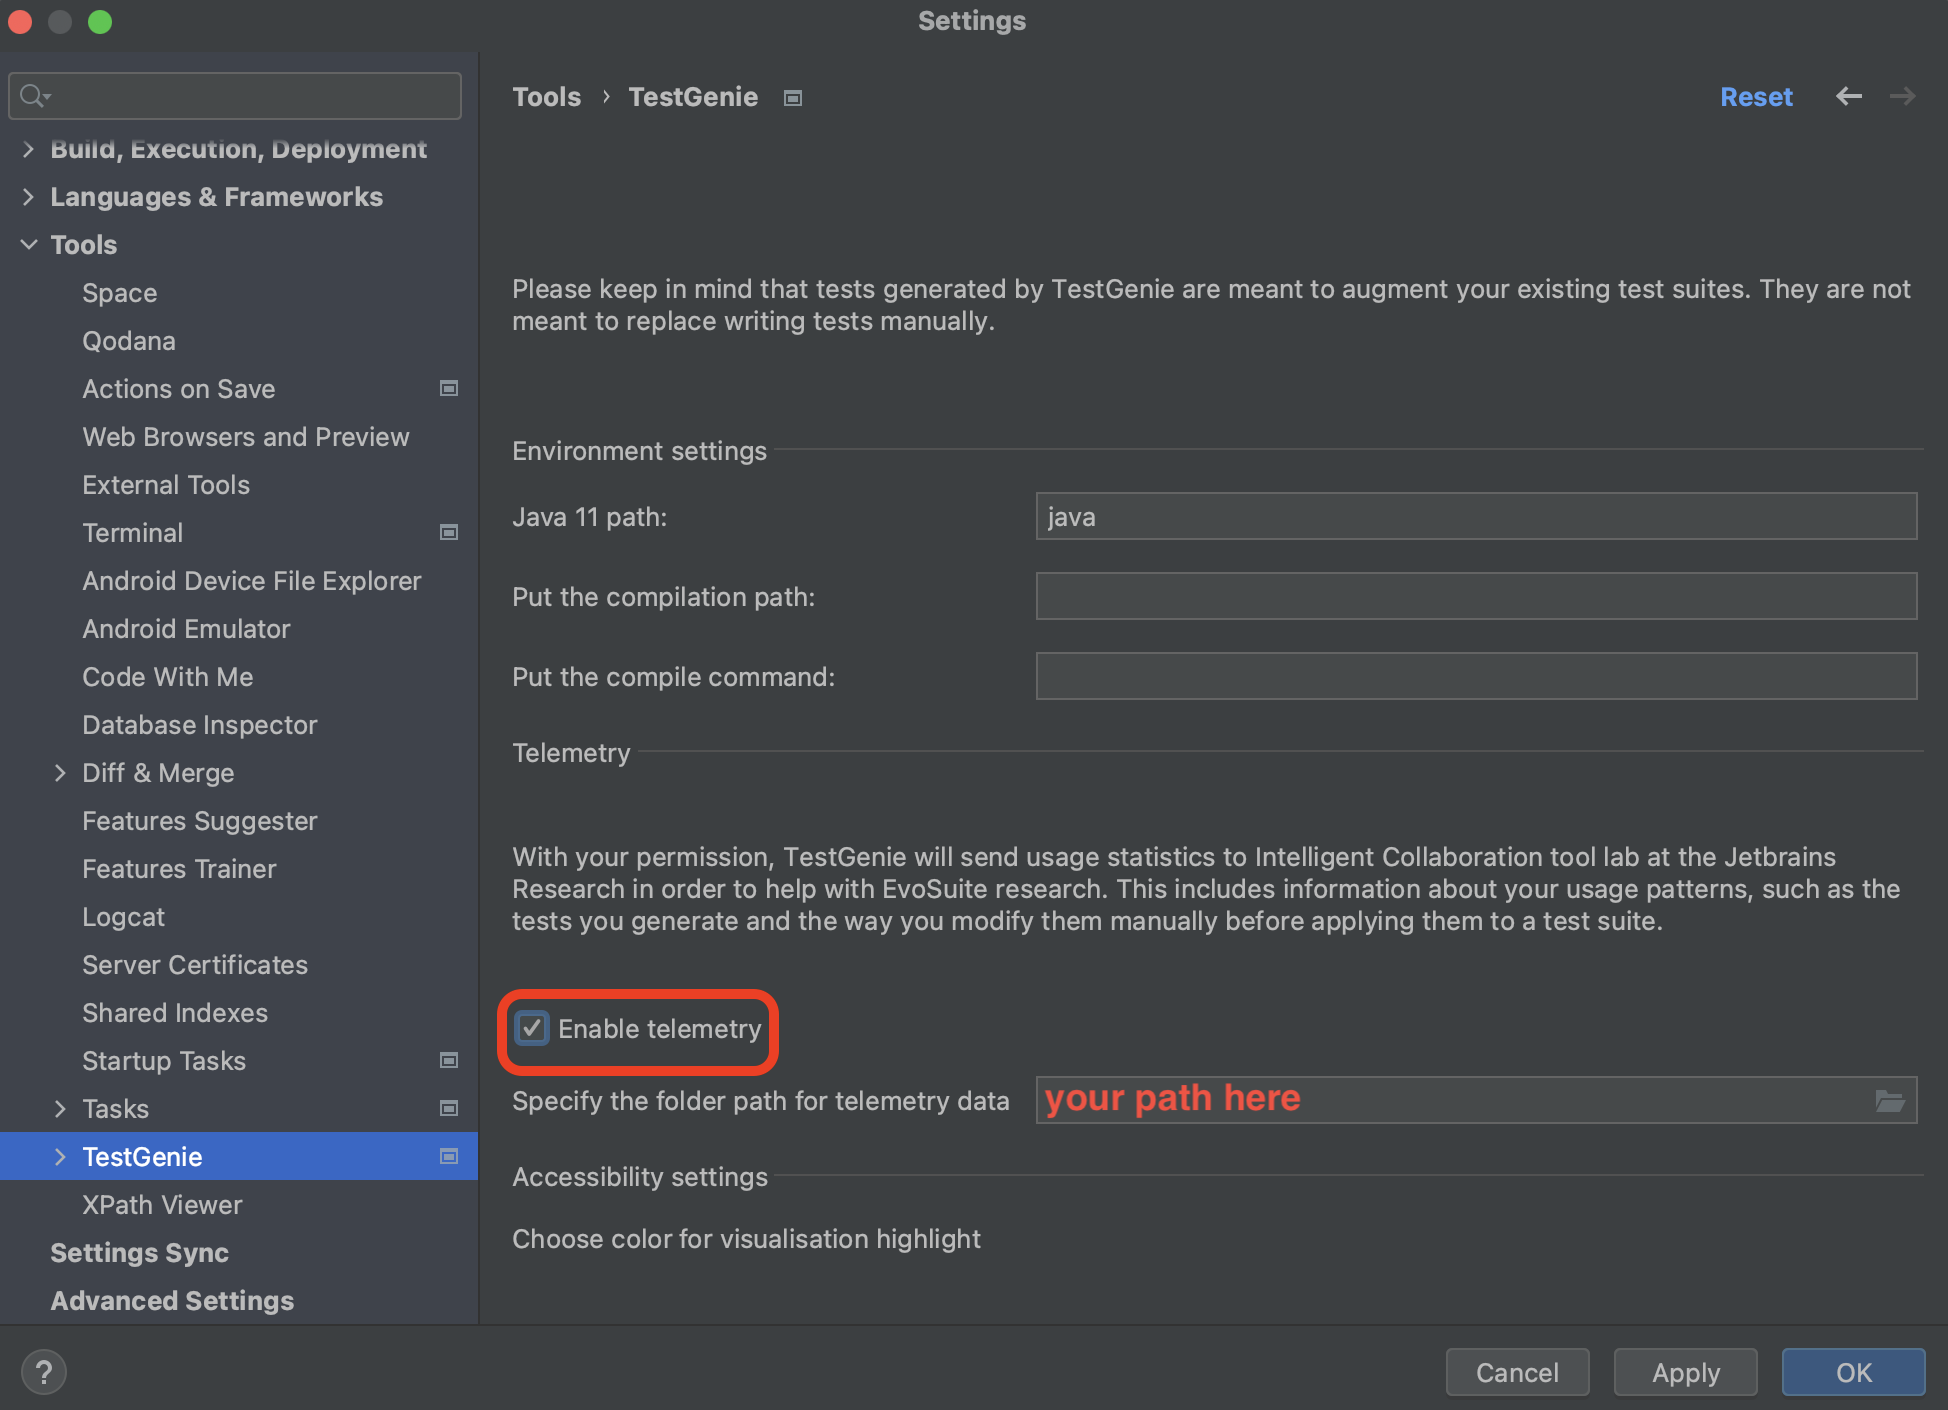 Settings
Build, Execution, Deployment
Languages & Frameworks
Tools
Space
Qodana
Actions on Save
Web Browsers and Preview
External Tools
Terminal
Android Device File Explorer
Android Emulator
Code With Me
Database Inspector
Diff & Merge
Features Suggester
Features Trainer
Logcat
Server Certificates
Shared Indexes
Startup Tasks
Tasks
TestGenie
XPath Viewer
Settings Sync
Advanced Settings
Tools › TestGenie
Reset
Please keep in mind that tests generated by TestGenie are meant to augment your existing test suites. They are not
meant to replace writing tests manually.
Environment settings
Java 11 path:
java
Put the compilation path:
Put the compile command:
Telemetry
With your permission, TestGenie will send usage statistics to Intelligent Collaboration tool lab at the Jetbrains
Research in order to help with EvoSuite research. This includes information about your usage patterns, such as the
tests you generate and the way you modify them manually before applying them to a test suite.
Enable telemetry
Specify the folder path for telemetry data
your path here
Accessibility settings
Choose color for visualisation highlight
?
Cancel
Apply
OK